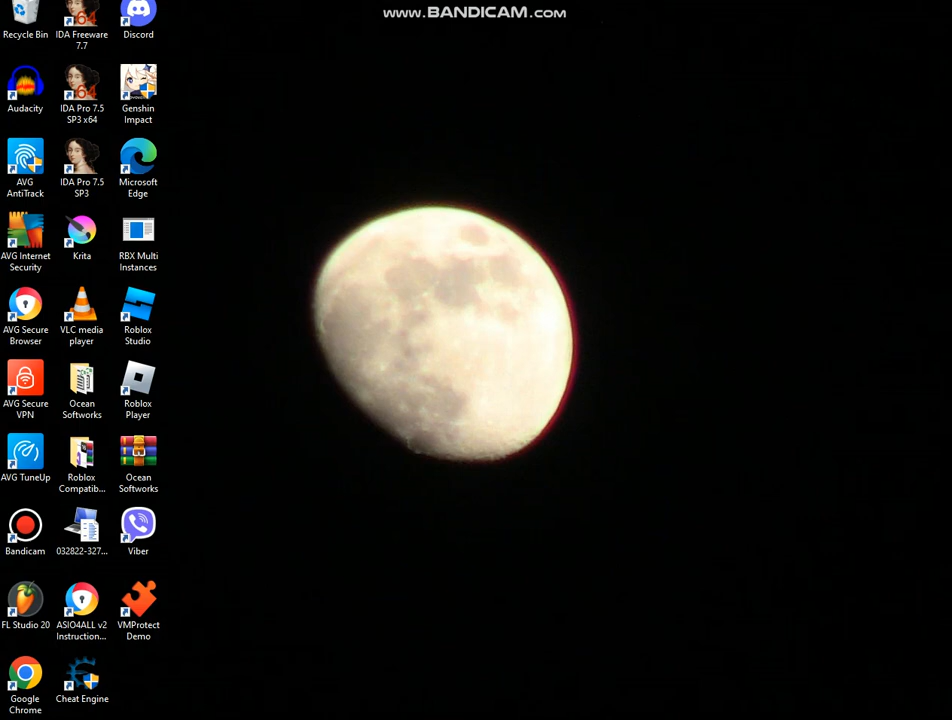 www.BANDICAM.com
Recycle Bin
IDA Freeware
7.7
Discord
Audacity
IDA Pro 7.5
SP3 x64
Genshin
Impact
AVG
AntiTrack
IDA Pro 7.5
SP3
Microsoft
Edge
AVG Internet
Security
Krita
RBX Multi
Instances
AVG Secure
Browser
VLC media
player
Roblox
Studio
AVG Secure
VPN
Ocean
Softworks
Roblox
Player
AVG TuneUp
Roblox
Compatib...
Ocean
Softworks
Bandicam
032822-327...
Viber
FL Studio 20
ASIO4ALL v2
Instruction...
VMProtect
Demo
Google
Chrome
Cheat Engine